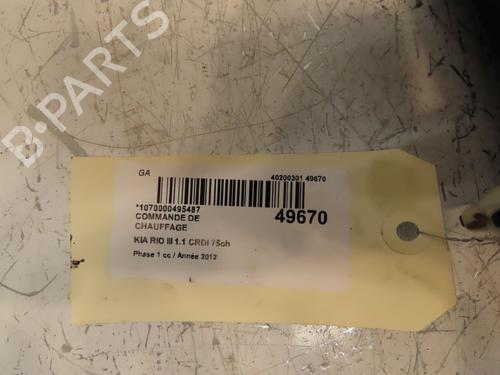 B-PARTS
GA
40200301 49670
*1070000495487
COMMANDE DE
CHAUFFAGE
49670
KIA RIO III 1.1 CRDI 75ch
Phase 1 cc / Année 2012